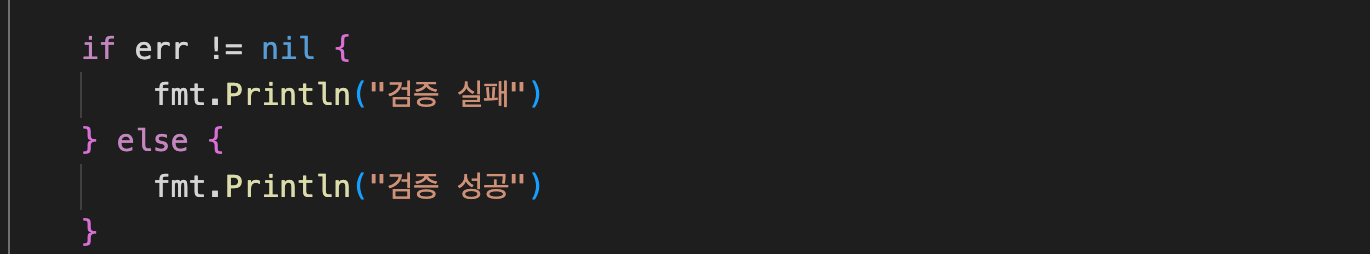 if err != nil {
    fmt.Println("검증 실패")
} else {
    fmt.Println("검증 성공")
}